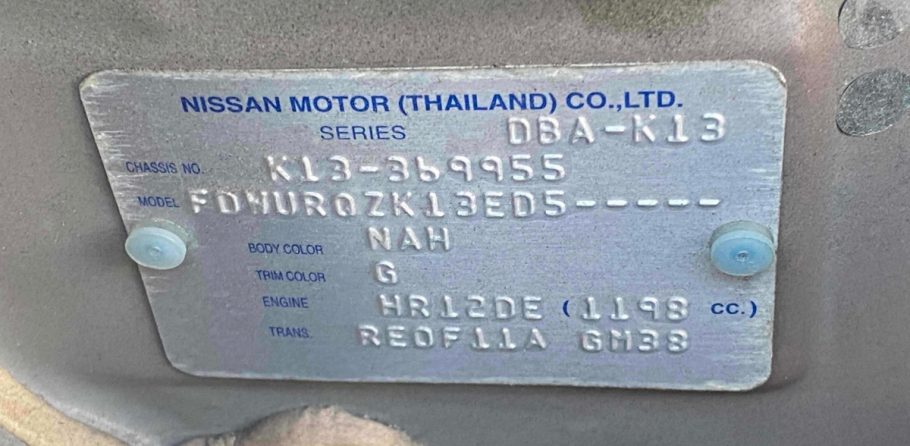 NISSAN MOTOR (THAILAND) CO.,LTD.
SERIES DBA-K13
CHASSIS NO. K13-369955
MODEL FDWURQZK13ED5-----
BODY COLOR NAH
TRIM COLOR G
ENGINE HR12DE (1198 CC.)
TRANS. RE0F11A GM38